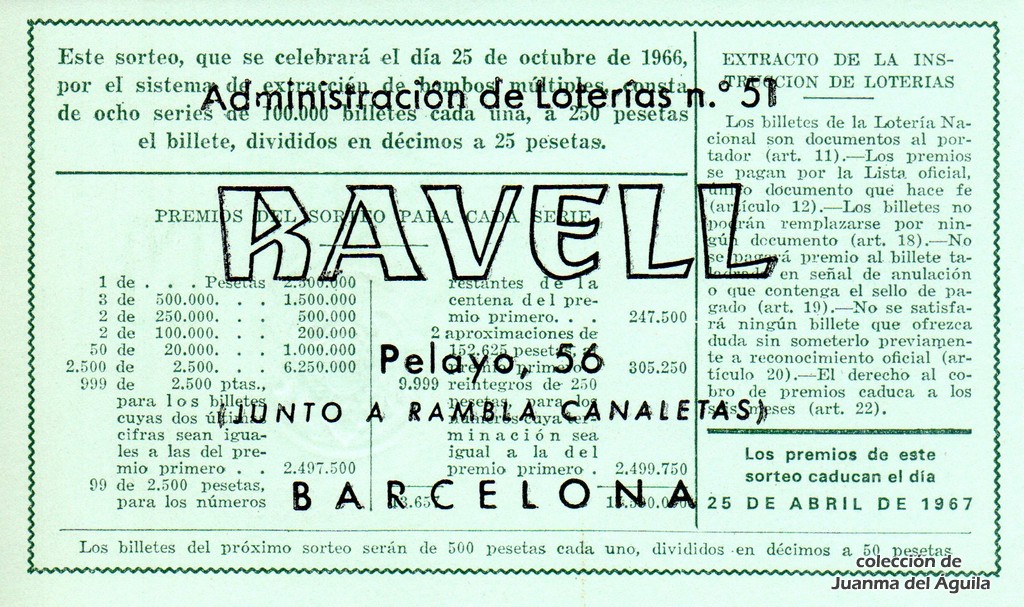 Este sorteo, que se celebrará el día 25 de octubre de 1966,
por el sistema de extracción de bombos múltiples, consta
de ocho series de 100.000 billetes cada una, a 250 pesetas
el billete, divididos en décimos a 25 pesetas.
PREMIOS DEL SORTEO PARA CADA SERIE
1 de . . . Pesetas 2.500.000
3 de 500.000. . . 1.500.000
2 de 250.000. . . 500.000
2 de 100.000. . . 200.000
50 de 20.000. . . 1.000.000
2.500 de 2.500. . . 6.250.000
999 de 2.500 ptas.,
para los billetes
cuyas dos últimas
cifras sean igua-
les a las del pre-
mio primero . . 2.497.500
99 de 2.500 pesetas,
para los números
restantes de la
centena del pre-
mio primero. . . 247.500
2 aproximaciones de
152.625 pesetas, al
premio primero 305.250
9.999 reintegros de 250
pesetas para los
números cuya ter-
minación sea
igual a la del
premio primero . 2.499.750
EXTRACTO DE LA INS-
TRUCCION DE LOTERIAS
Los billetes de la Lotería Na-
cional son documentos al por-
tador (art. 11).—Los premios
se pagan por la Lista oficial,
único documento que hace fe
(artículo 12).—Los billetes no
podrán remplazarse por nin-
gún documento (art. 18).—No
se pagará premio al billete ta-
ladrado en señal de anulación
o que contenga el sello de pa-
gado (art. 19).—No se satisfa-
rá ningún billete que ofrezca
duda sin someterlo previamen-
te a reconocimiento oficial (ar-
tículo 20).—El derecho al co-
bro de premios caduca a los
seis meses (art. 22).
Los premios de este
sorteo caducan el día
25 DE ABRIL DE 1967
Los billetes del próximo sorteo serán de 500 pesetas cada uno, divididos en décimos a 50 pesetas
Administración de Loterías n.º 51
RAVELL
Pelayo, 56
(JUNTO A RAMBLA CANALETAS)
BARCELONA
colección de
Juanma del Águila